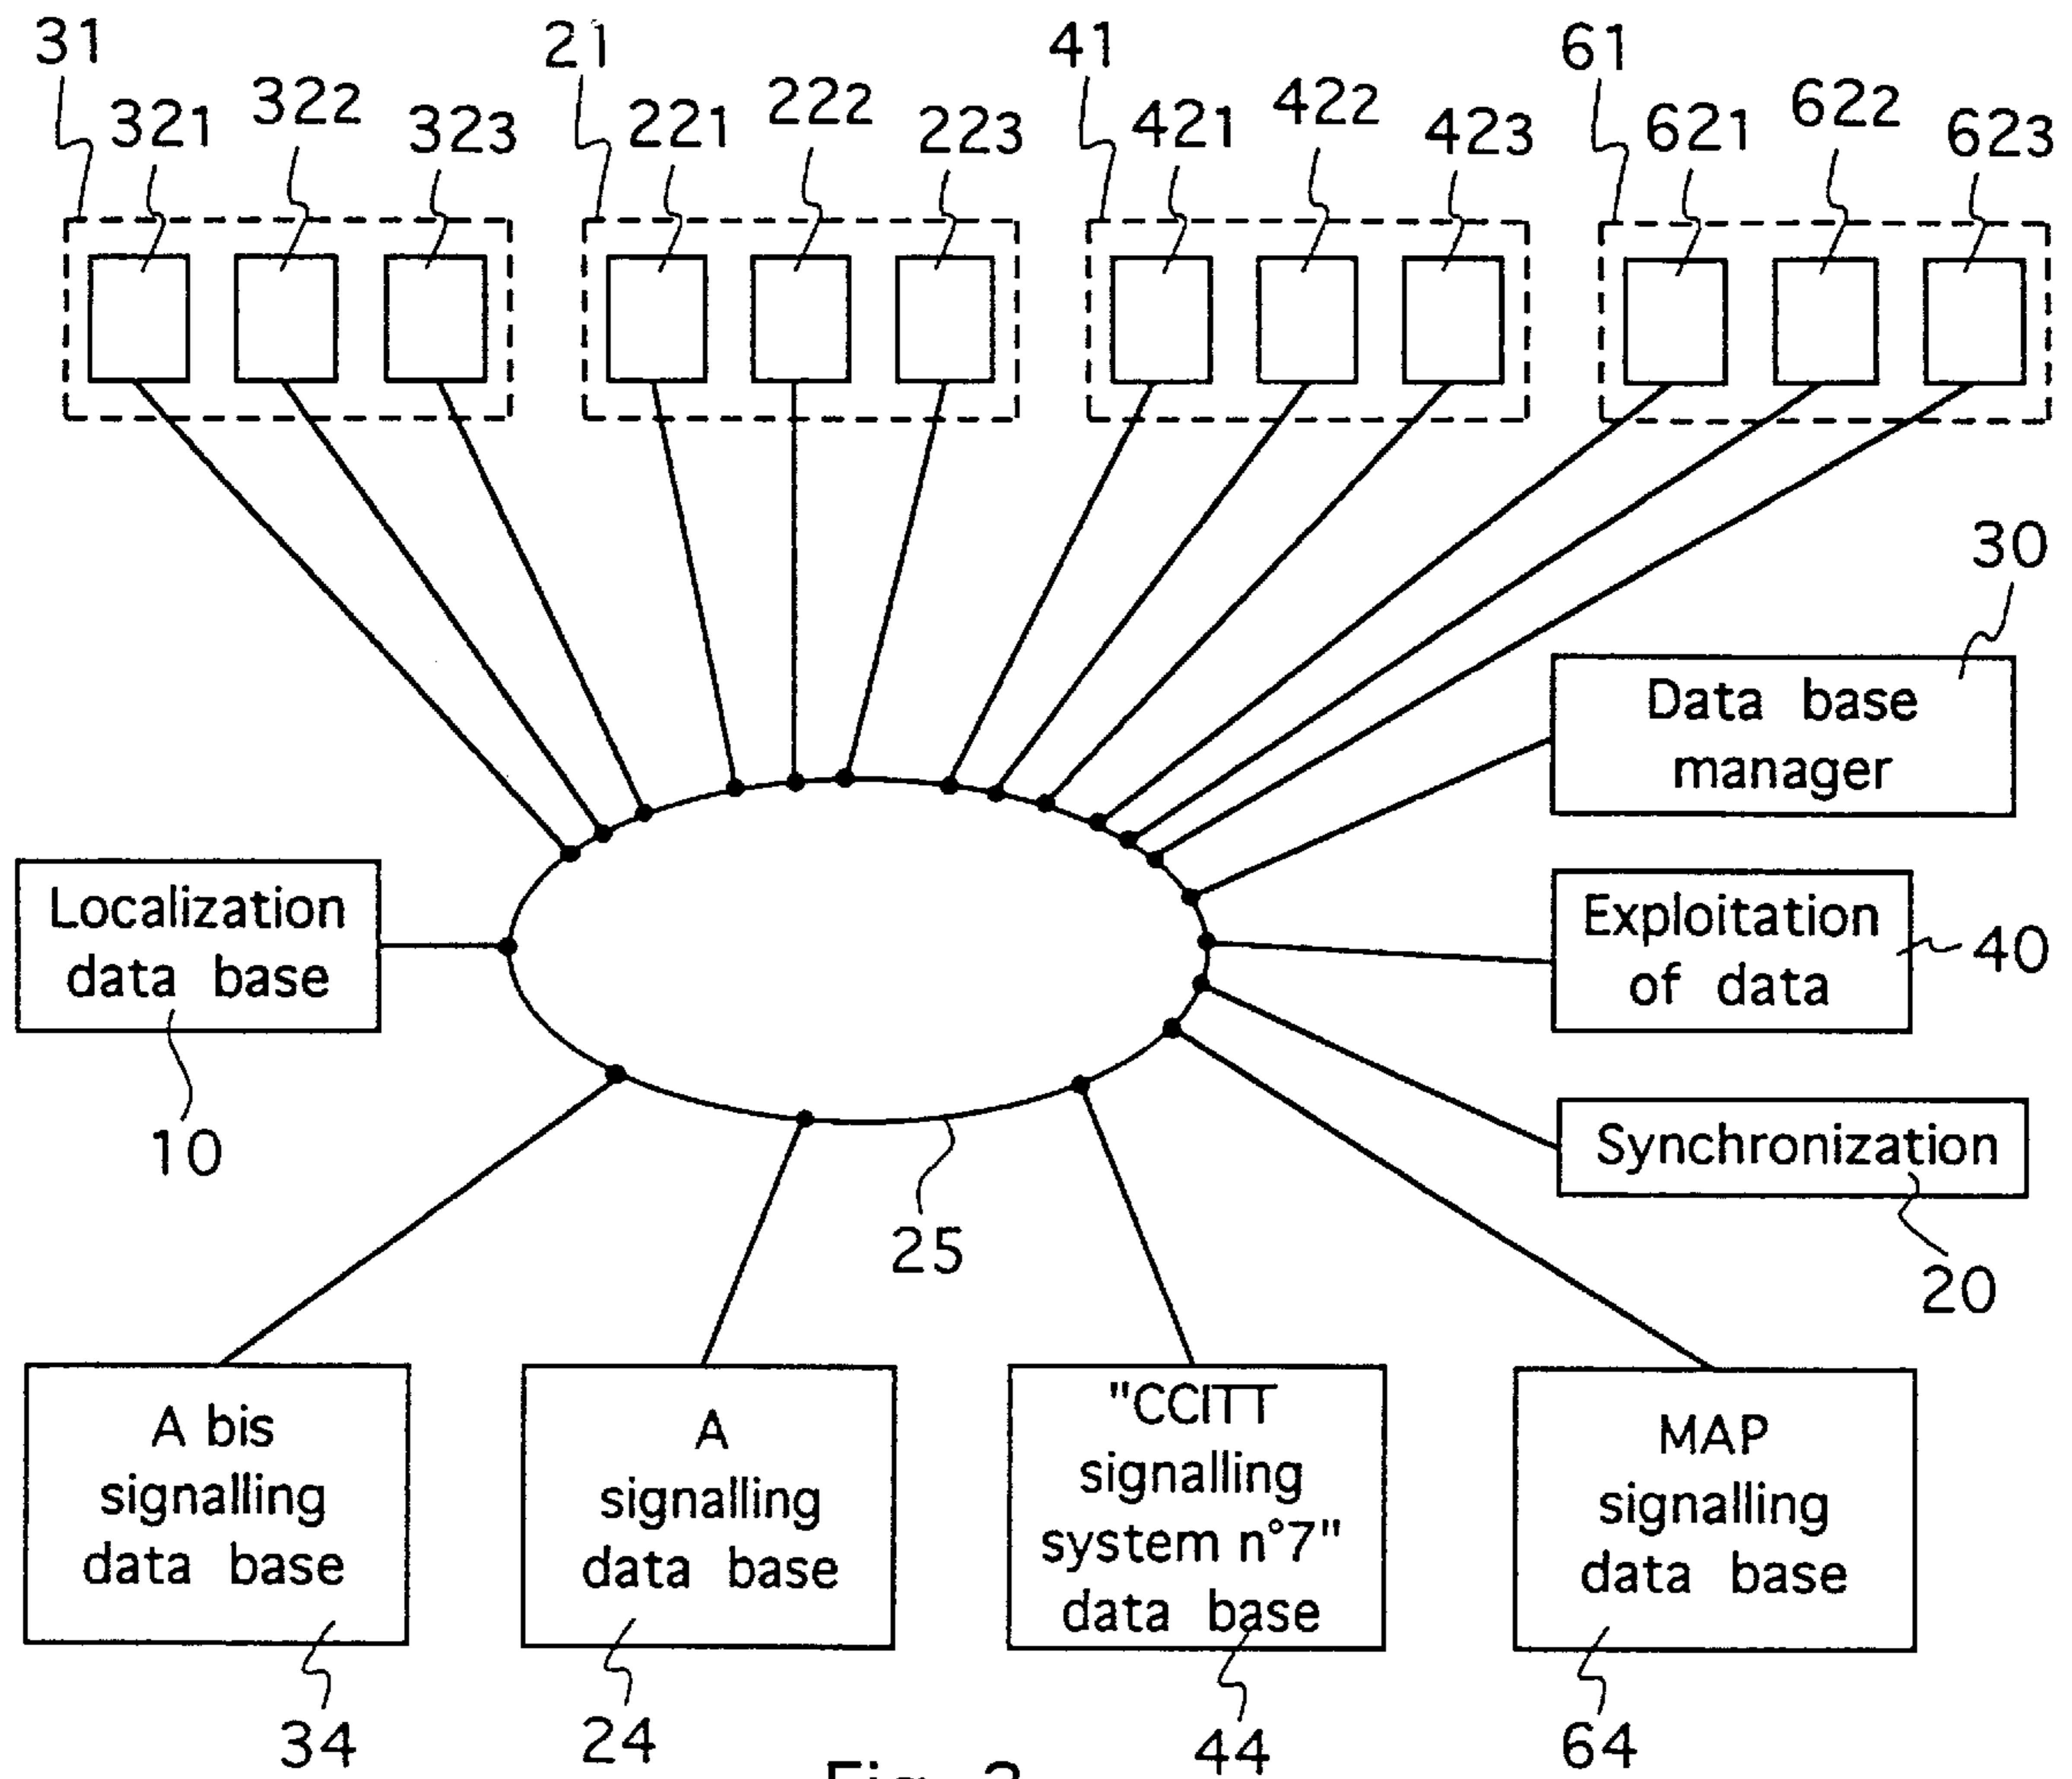 31
21
41
61
321
322
323
221
222
223
421
422
423
621
622
623
30
Data base
manager
Localization
data base
10
Exploitation
of data
40
Synchronization
20
25
A bis
signalling
data base
34
A
signalling
data base
24
"CCITT
signalling
system n°7"
data base
44
MAP
signalling
data base
64